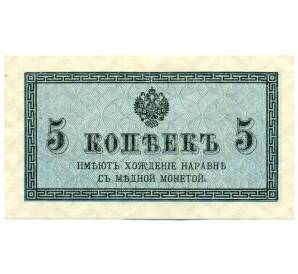 5 КОПѢЕКЪ 5
ИМѢЮТЪ ХОЖДЕНІЕ НАРАВНѢ
СЪ МѢДНОЙ МОНЕТОЙ.